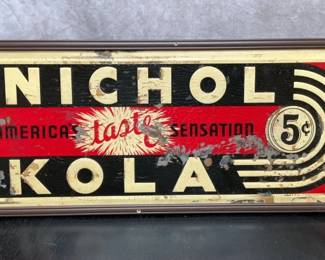 NICHOL
AMERICA'S taste SENSATION 5¢
KOLA